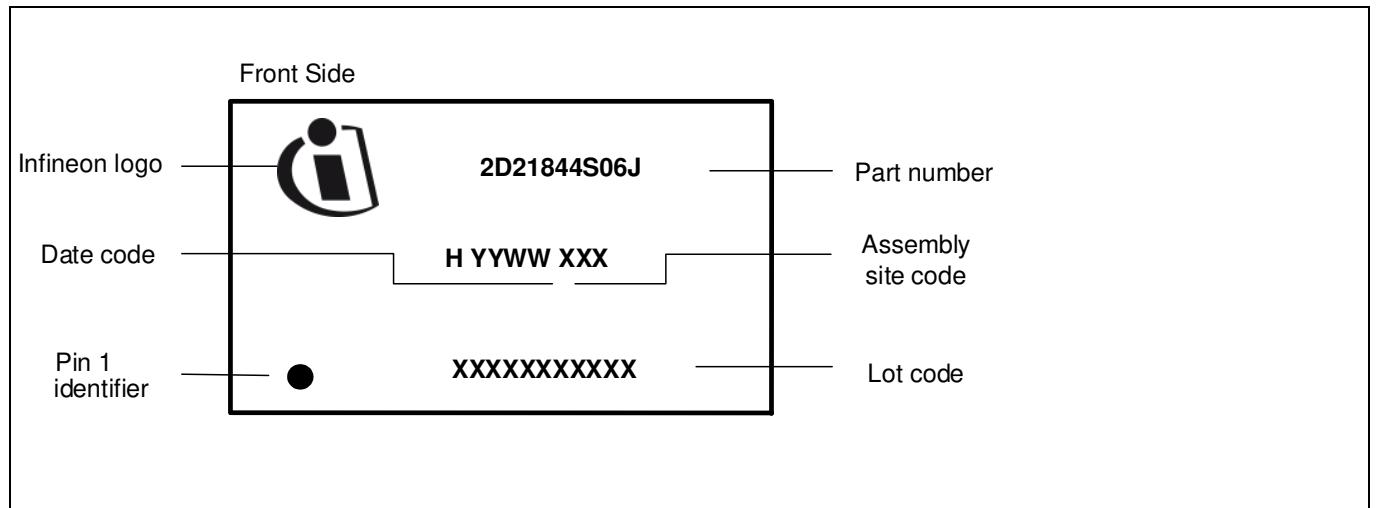 Front Side
Infineon logo
2D21844S06J
Part number
Date code
H YYWW XXX
Assembly
site code
Pin 1
identifier
XXXXXXXXXXX
Lot code